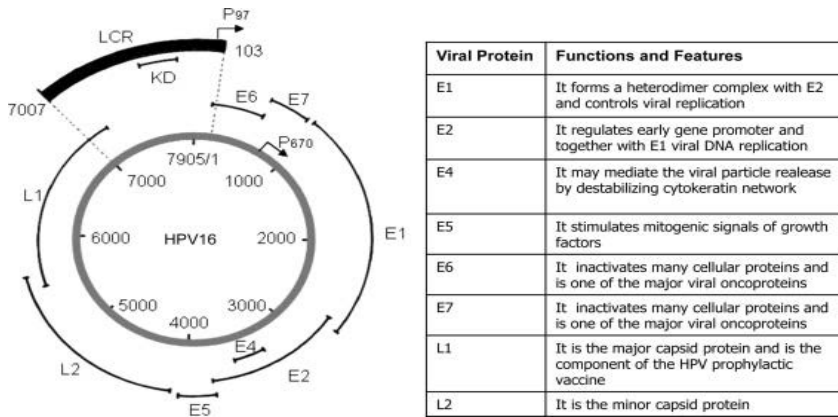 P97
LCR
103
KD
7007
E6
E7
P670
7905/1
7000
1000
L1
6000
HPV16
2000
E1
5000
3000
4000
E4
L2
E2
E5
Viral Protein Functions and Features
E1 It forms a heterodimer complex with E2
and controls viral replication
E2 It regulates early gene promoter and
together with E1 viral DNA replication
E4 It may mediate the viral particle realease
by destabilizing cytokeratin network
E5 It stimulates mitogenic signals of growth
factors
E6 It inactivates many cellular proteins and
is one of the major viral oncoproteins
E7 It inactivates many cellular proteins and
is one of the major viral oncoproteins
L1 It is the major capsid protein and is the
component of the HPV prophylactic
vaccine
L2 It is the minor capsid protein